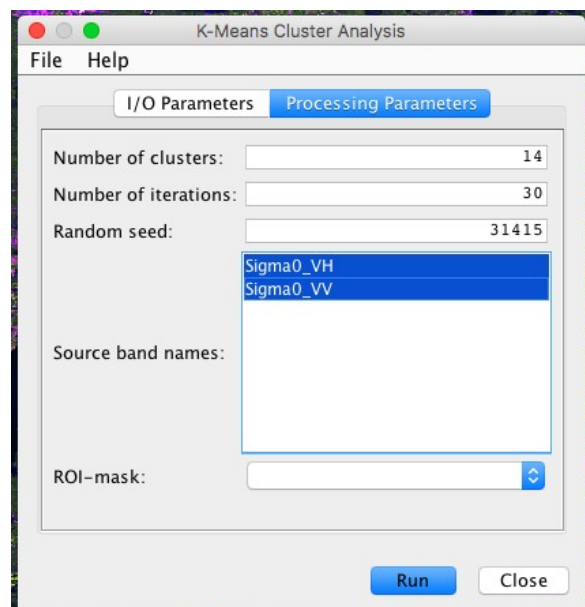 K-Means Cluster Analysis
File Help
I/O Parameters Processing Parameters
Number of clusters: 14
Number of iterations: 30
Random seed: 31415
Sigma0_VH
Sigma0_VV
Source band names:
ROI-mask:
Run Close